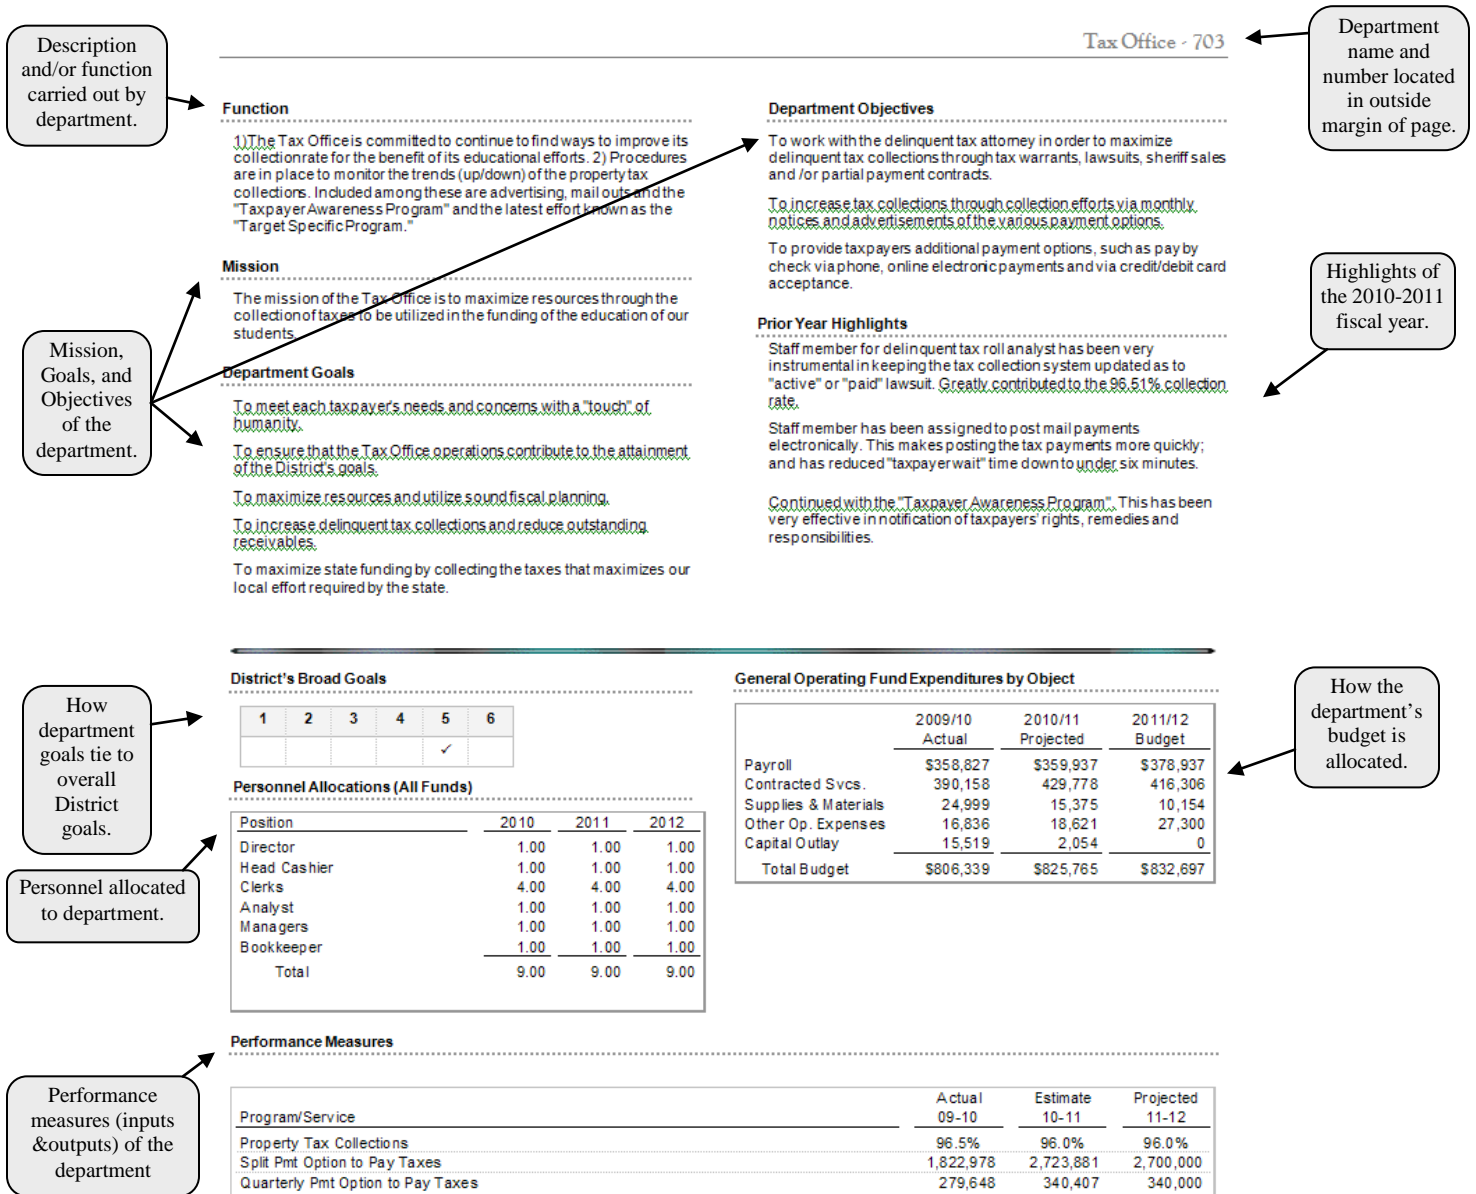 Tax Office - 703
Description
and/or function
carried out by
department.
Department
name and
number located
in outside
margin of page.
Function
1)The Tax Office is committed to continue to find ways to improve its
collection rate for the benefit of its educational efforts. 2) Procedures
are in place to monitor the trends (up/down) of the property tax
collections. Included among these are advertising, mail outs and the
"Taxpayer Awareness Program" and the latest effort known as the
"Target Specific Program."
Mission
The mission of the Tax Office is to maximize resources through the
collection of taxes to be utilized in the funding of the education of our
students.
Mission,
Goals, and
Objectives
of the
department.
Department Goals
To meet each taxpayer's needs and concerns with a "touch" of
humanity.
To ensure that the Tax Office operations contribute to the attainment
of the District's goals.
To maximize resources and utilize sound fiscal planning.
To increase delinquent tax collections and reduce outstanding
receivables.
To maximize state funding by collecting the taxes that maximizes our
local effort required by the state.
Department Objectives
To work with the delinquent tax attorney in order to maximize
delinquent tax collections through tax warrants, lawsuits, sheriff sales
and /or partial payment contracts.
To increase tax collections through collection efforts via monthly
notices and advertisements of the various payment options.
To provide taxpayers additional payment options, such as pay by
check via phone, online electronic payments and via credit/debit card
acceptance.
Highlights of
the 2010-2011
fiscal year.
Prior Year Highlights
Staff member for delinquent tax roll analyst has been very
instrumental in keeping the tax collection system updated as to
"active" or "paid" lawsuit. Greatly contributed to the 96.51% collection
rate.
Staff member has been assigned to post mail payments
electronically. This makes posting the tax payments more quickly;
and has reduced "taxpayer wait" time down to under six minutes.
Continued with the "Taxpayer Awareness Program". This has been
very effective in notification of taxpayers' rights, remedies and
responsibilities.
How
department
goals tie to
overall
District
goals.
District's Broad Goals
1 2 3 4 5 6
✓
Personnel allocated
to department.
Personnel Allocations (All Funds)
Position 2010 2011 2012
Director 1.00 1.00 1.00
Head Cashier 1.00 1.00 1.00
Clerks 4.00 4.00 4.00
Analyst 1.00 1.00 1.00
Managers 1.00 1.00 1.00
Bookkeeper 1.00 1.00 1.00
Total 9.00 9.00 9.00
General Operating Fund Expenditures by Object
2009/10 2010/11 2011/12
Actual Projected Budget
Payroll $358,827 $359,937 $378,937
Contracted Svcs. 390,158 429,778 416,306
Supplies & Materials 24,999 15,375 10,154
Other Op. Expenses 16,836 18,621 27,300
Capital Outlay 15,519 2,054 0
Total Budget $806,339 $825,765 $832,697
How the
department's
budget is
allocated.
Performance
measures (inputs
&outputs) of the
department
Performance Measures
Actual Estimate Projected
Program/Service 09-10 10-11 11-12
Property Tax Collections 96.5% 96.0% 96.0%
Split Pmt Option to Pay Taxes 1,822,978 2,723,881 2,700,000
Quarterly Pmt Option to Pay Taxes 279,648 340,407 340,000